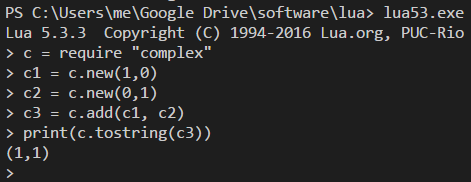 PS C:\Users\me\Google Drive\software\lua> lua53.exe
Lua 5.3.3  Copyright (C) 1994-2016 Lua.org, PUC-Rio
> c = require "complex"
> c1 = c.new(1,0)
> c2 = c.new(0,1)
> c3 = c.add(c1, c2)
> print(c.tostring(c3))
(1,1)
>